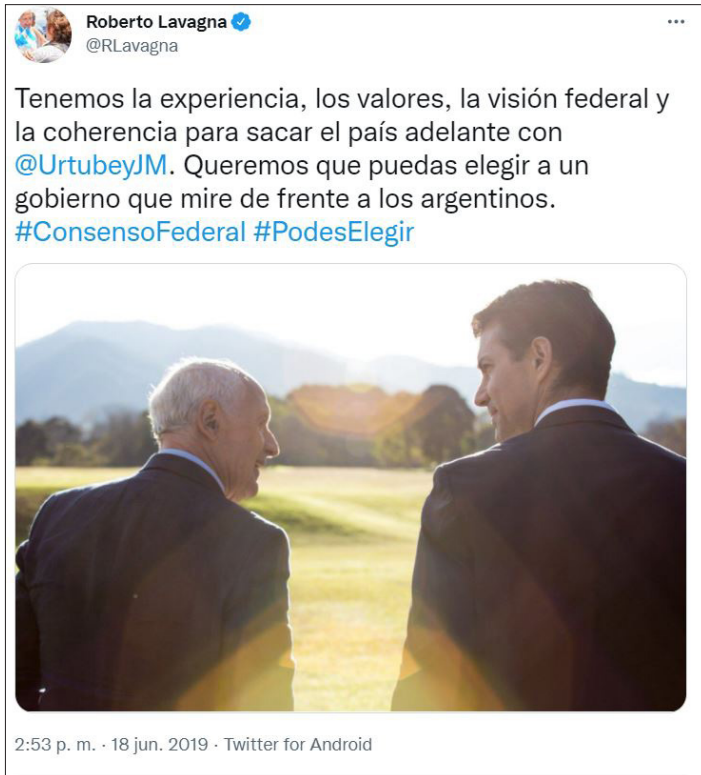 Roberto Lavagna
@RLavagna
Tenemos la experiencia, los valores, la visión federal y
la coherencia para sacar el país adelante con
@UrtubeyJM. Queremos que puedas elegir a un
gobierno que mire de frente a los argentinos.
#ConsensoFederal #PodesElegir
2:53 p. m. · 18 jun. 2019 · Twitter for Android